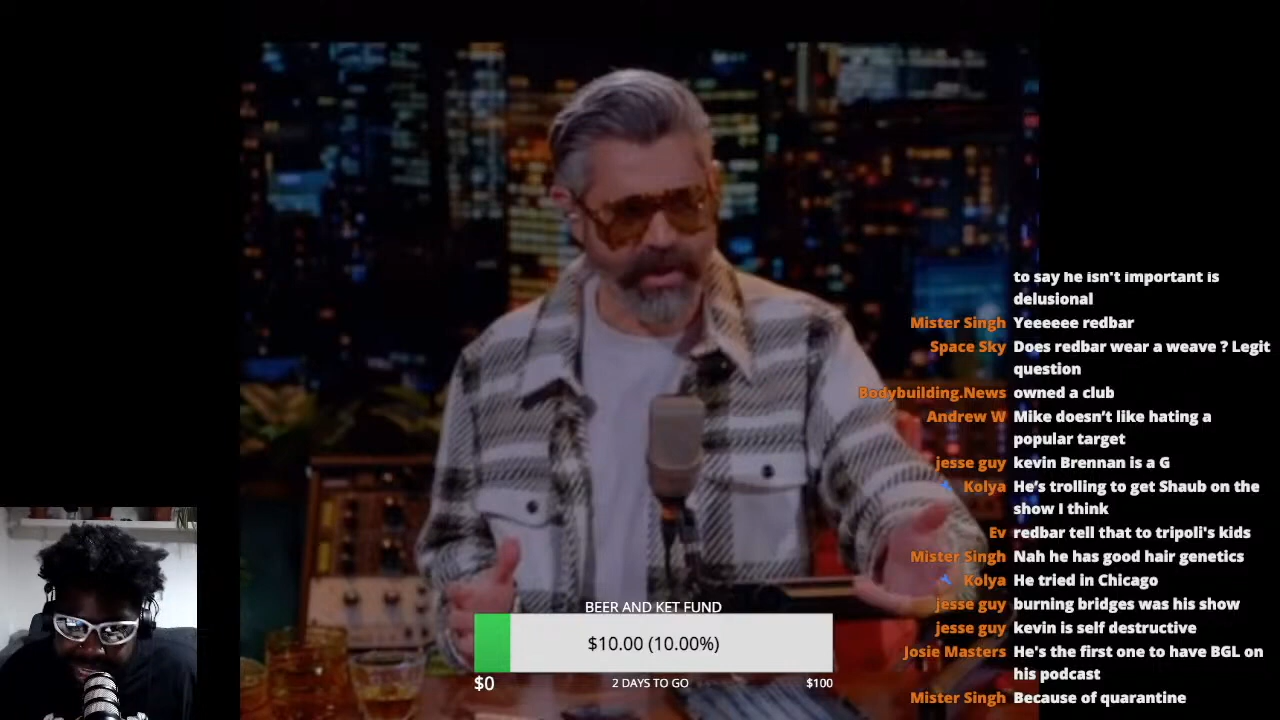 to say he isn't important is
delusional
Mister Singh Yeeeeee redbar
Space Sky Does redbar wear a weave ? Legit
question
Bodybuilding.News owned a club
Andrew W Mike doesn’t like hating a
popular target
jesse guy kevin Brennan is a G
Kolya He’s trolling to get Shaub on the
show I think
Ev redbar tell that to tripoli's kids
Mister Singh Nah he has good hair genetics
Kolya He tried in Chicago
jesse guy burning bridges was his show
jesse guy kevin is self destructive
Josie Masters He's the first one to have BGL on
his podcast
Mister Singh Because of quarantine
BEER AND KET FUND
$10.00 (10.00%)
$0 2 DAYS TO GO $100